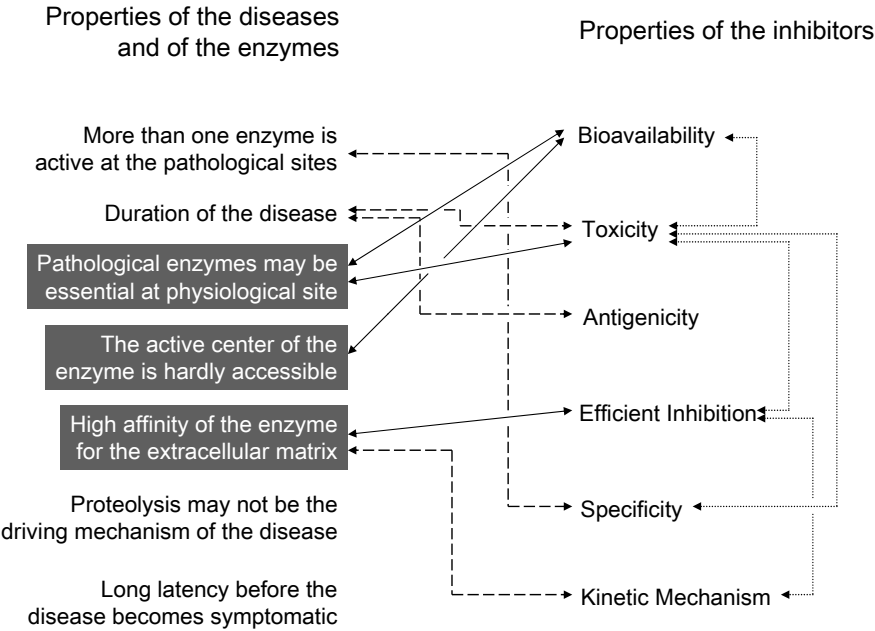 Properties of the diseases
and of the enzymes
Properties of the inhibitors
More than one enzyme is
active at the pathological sites
Duration of the disease
Pathological enzymes may be
essential at physiological site
The active center of the
enzyme is hardly accessible
High affinity of the enzyme
for the extracellular matrix
Proteolysis may not be the
driving mechanism of the disease
Long latency before the
disease becomes symptomatic
Bioavailability
Toxicity
Antigenicity
Efficient Inhibition
Specificity
Kinetic Mechanism